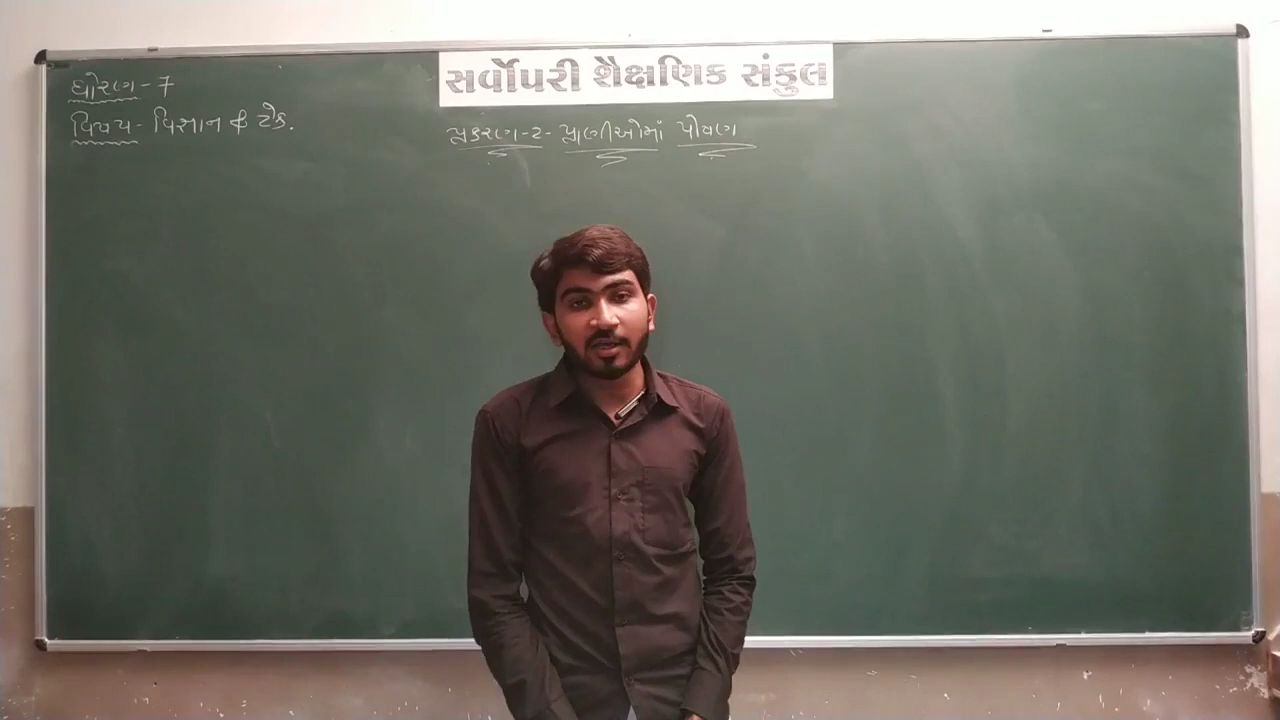 સર્વોપરી શૈક્ષણિક સંકુલ
ધોરણ - 7
વિષય - વિજ્ઞાન & ટેક.
પ્રકરણ - 2 - પ્રાણીઓમાં પોષણ